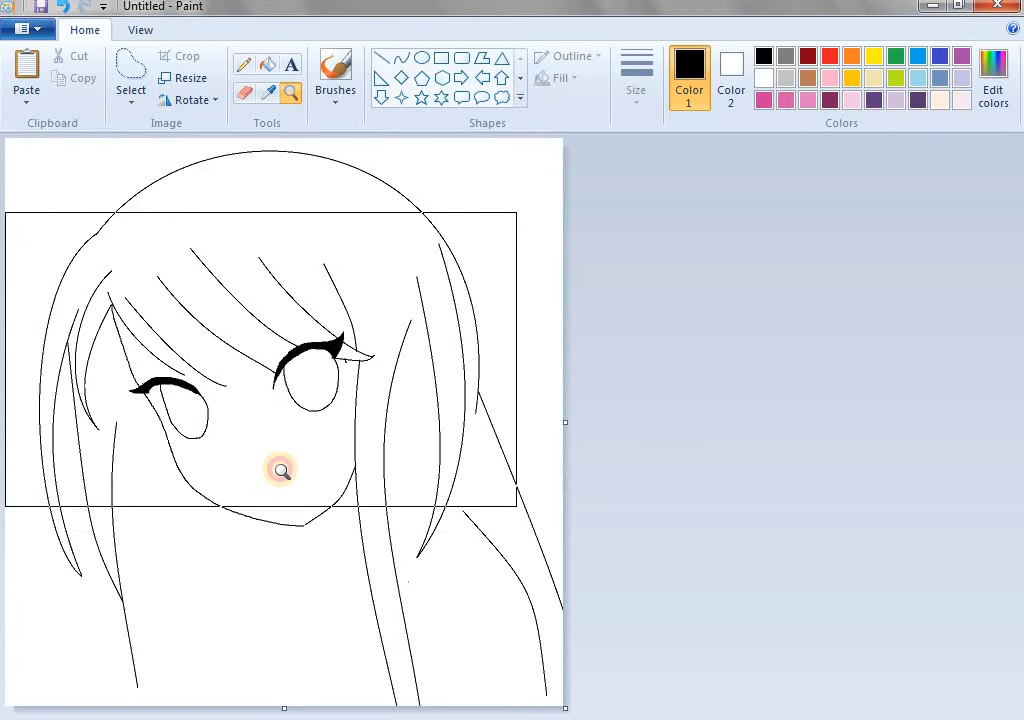 Untitled - Paint
Home View
Paste
Cut
Copy
Clipboard
Select
Crop
Resize
Rotate
Image
A
Tools
Brushes
Outline
Fill
Shapes
Size
Color 1
Color 2
Edit colors
Colors